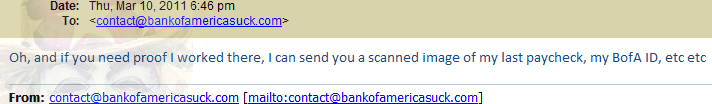 Date: Thu, Mar 10, 2011 6:46 pm
To: <contact@bankofamericasuck.com>
Oh, and if you need proof I worked there, I can send you a scanned image of my last paycheck, my BofA ID, etc etc
From: contact@bankofamericasuck.com [mailto:contact@bankofamericasuck.com]